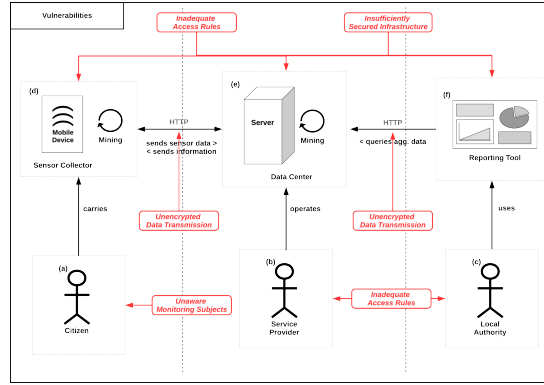 Vulnerabilities
Inadequate
Access Rules
Insufficiently
Secured Infrastructure
(d)
Mobile
Device
Mining
Sensor Collector
HTTP
sends sensor data >
< sends information
(e)
Server
Mining
Data Center
HTTP
< queries agg. data
(f)
Reporting Tool
carries
Unencrypted
Data Transmission
operates
Unencrypted
Data Transmission
uses
(a)
Citizen
Unaware
Monitoring Subjects
(b)
Service
Provider
Inadequate
Access Rules
(c)
Local
Authority